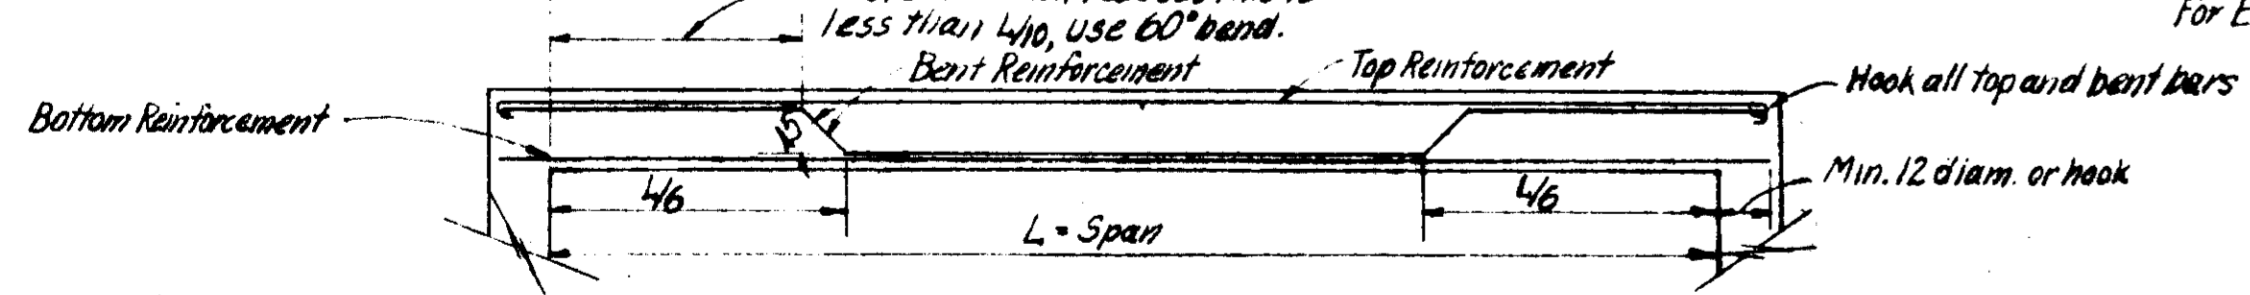 less than L/10, use 60° bend.
For E
Bent Reinforcement
Top Reinforcement
Hook all top and bent bars
Bottom Reinforcement
45
Min. 12 diam. or hook
L/6
L/6
L = Span